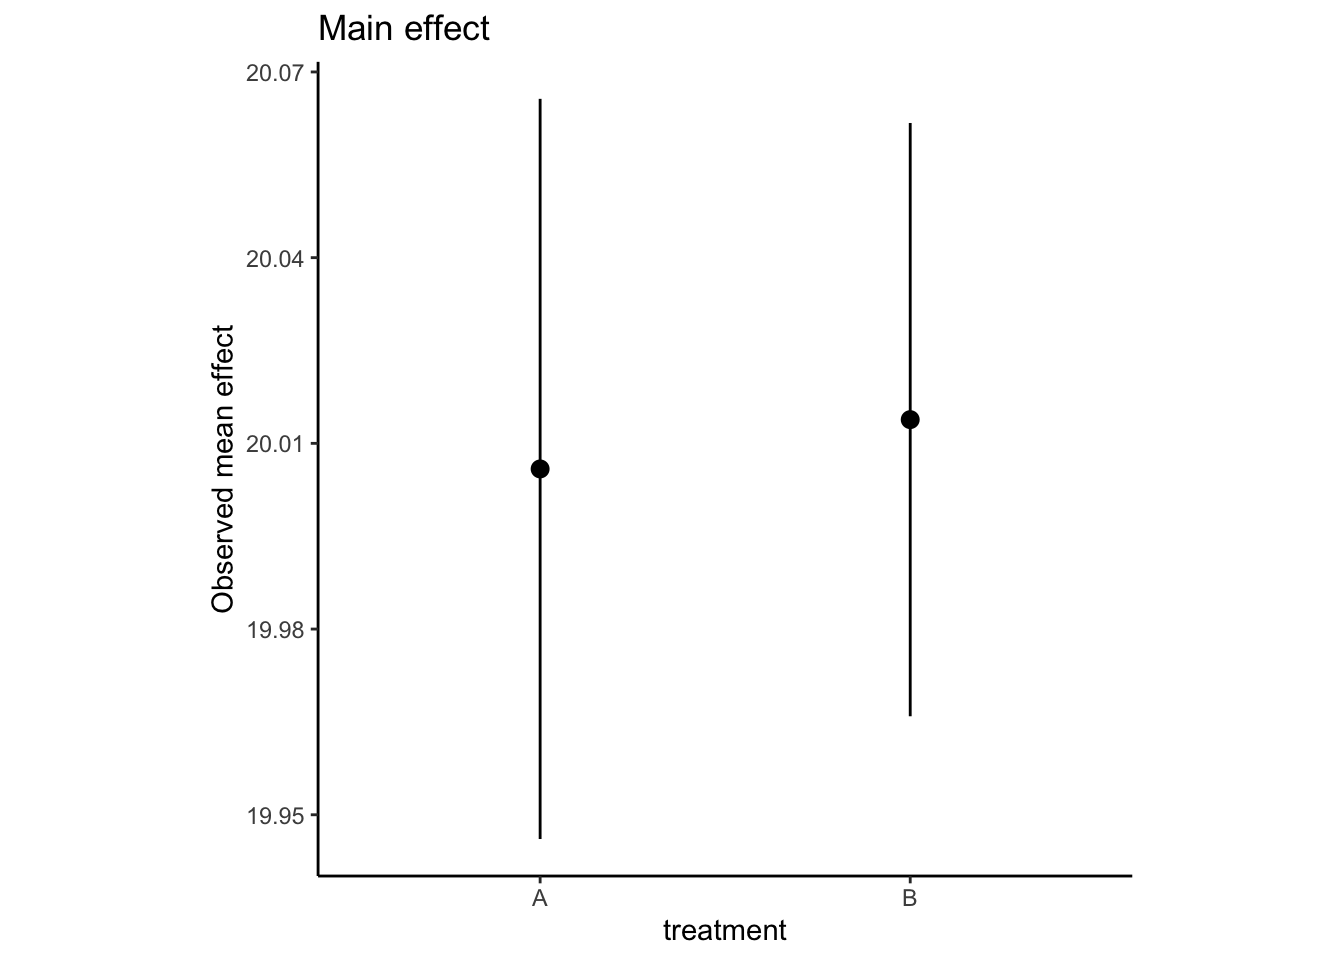 Main effect
20.07
20.04
20.01
19.98
19.95
Observed mean effect
A
B
treatment